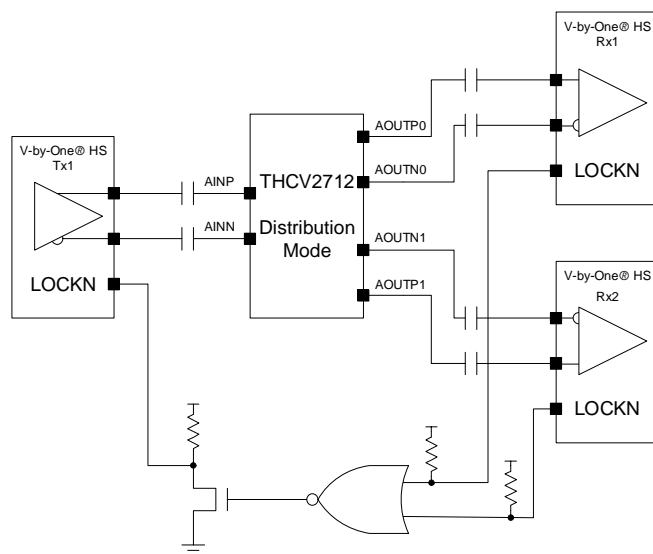 V-by-One® HS
Rx1
LOCKN
V-by-One® HS
Tx1
LOCKN
AINP
AINN
THCV2712
Distribution
Mode
AOUTP0
AOUTN0
AOUTN1
AOUTP1
V-by-One® HS
Rx2
LOCKN